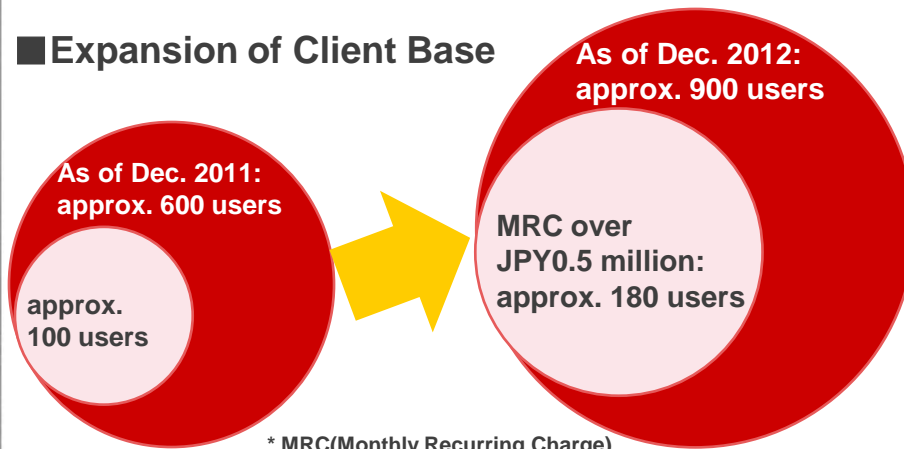 ■Expansion of Client Base
As of Dec. 2011:
approx. 600 users
approx.
100 users
As of Dec. 2012:
approx. 900 users
MRC over
JPY0.5 million:
approx. 180 users
* MRC(Monthly Recurring Charge)